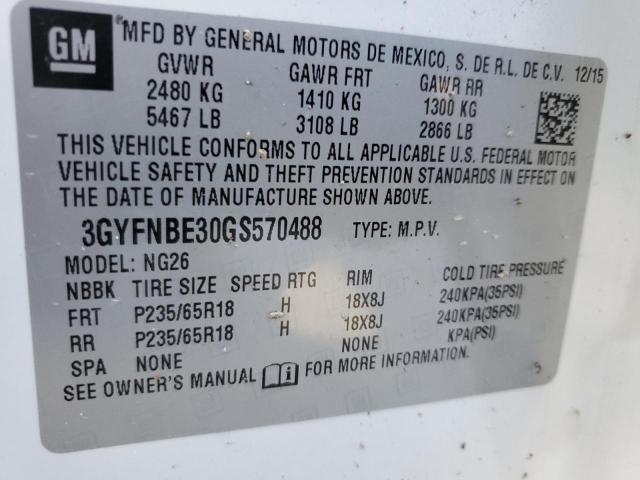 GM
MFD BY GENERAL MOTORS DE MEXICO, S. DE R.L. DE C.V. 12/15
GVWR GAWR FRT GAWR RR
2480 KG 1410 KG 1300 KG
5467 LB 3108 LB 2866 LB
THIS VEHICLE CONFORMS TO ALL APPLICABLE U.S. FEDERAL MOTOR
VEHICLE SAFETY AND THEFT PREVENTION STANDARDS IN EFFECT ON
THE DATE OF MANUFACTURE SHOWN ABOVE.
3GYFNBE30GS570488 TYPE: M.P.V.
MODEL: NG26
NBBK TIRE SIZE SPEED RTG RIM COLD TIRE PRESSURE
FRT P235/65R18 H 18X8J 240KPA(35PSI)
RR P235/65R18 H 18X8J 240KPA(35PSI)
SPA NONE NONE KPA(PSI)
SEE OWNER'S MANUAL i FOR MORE INFORMATION.